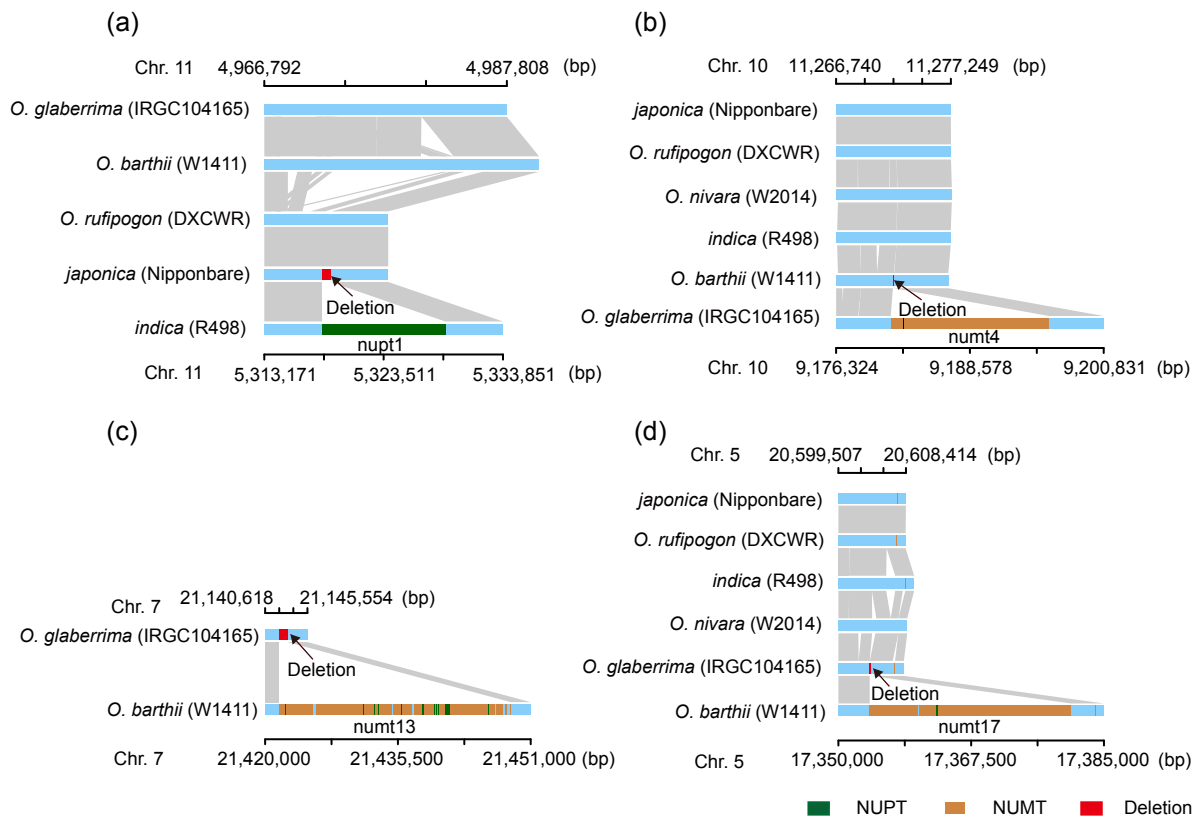 (a)
Chr. 11 4,966,792 4,987,808 (bp)
O. glaberrima (IRGC104165)
O. barthii (W1411)
O. rufipogon (DXCWR)
japonica (Nipponbare)
Deletion
indica (R498)
nupt1
Chr. 11 5,313,171 5,323,511 5,333,851 (bp)
(b)
Chr. 10 11,266,740 11,277,249 (bp)
japonica (Nipponbare)
O. rufipogon (DXCWR)
O. nivara (W2014)
indica (R498)
O. barthii (W1411)
Deletion
O. glaberrima (IRGC104165)
numt4
Chr. 10 9,176,324 9,188,578 9,200,831 (bp)
(c)
Chr. 7 21,140,618 21,145,554 (bp)
O. glaberrima (IRGC104165)
Deletion
O. barthii (W1411)
numt13
Chr. 7 21,420,000 21,435,500 21,451,000 (bp)
(d)
Chr. 5 20,599,507 20,608,414 (bp)
japonica (Nipponbare)
O. rufipogon (DXCWR)
indica (R498)
O. nivara (W2014)
O. glaberrima (IRGC104165)
Deletion
O. barthii (W1411)
numt17
Chr. 5 17,350,000 17,367,500 17,385,000 (bp)
NUPT NUMT Deletion